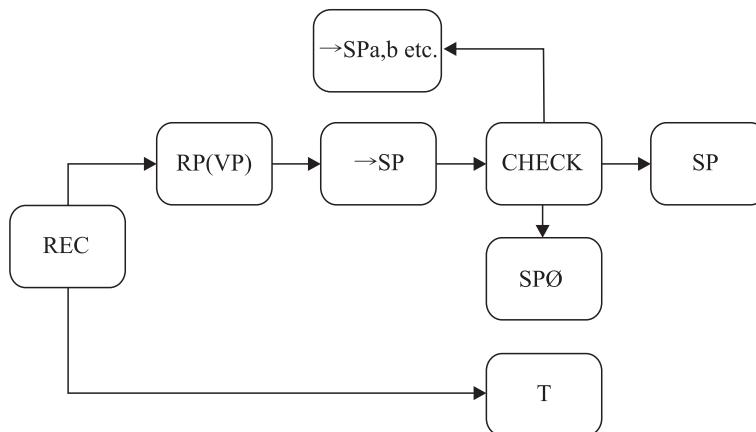 →SPa,b etc.
RP(VP)
→SP
CHECK
SP
REC
SPØ
T